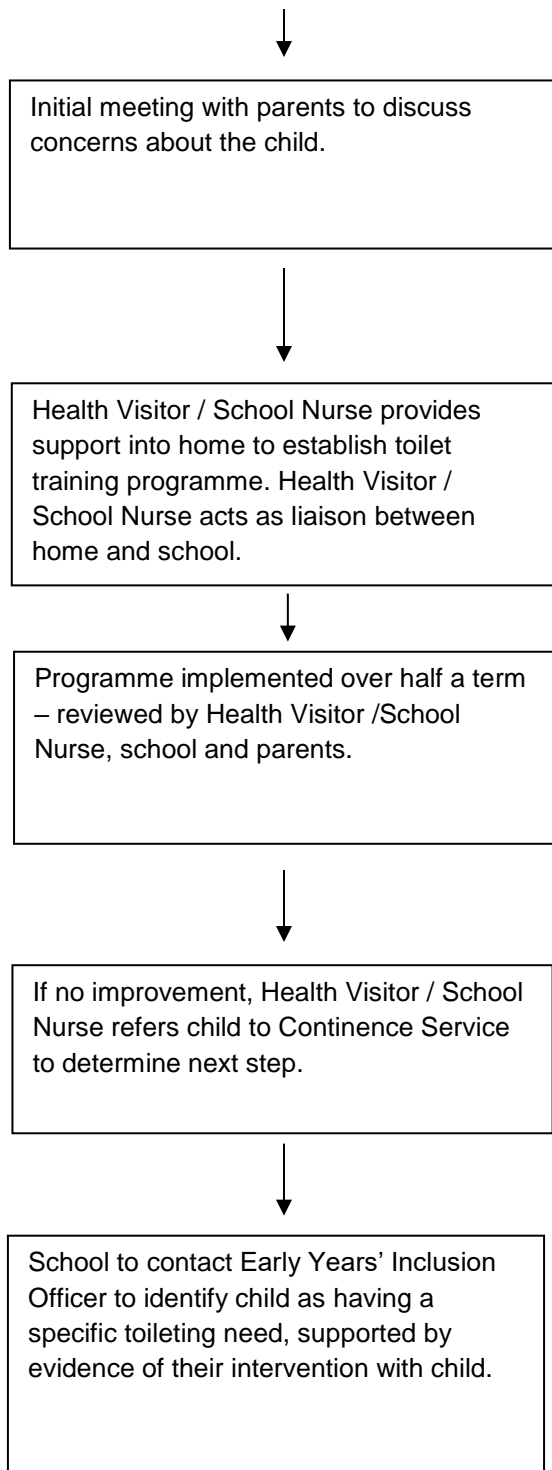 Initial meeting with parents to discuss
concerns about the child.
Health Visitor / School Nurse provides
support into home to establish toilet
training programme. Health Visitor /
School Nurse acts as liaison between
home and school.
Programme implemented over half a term
– reviewed by Health Visitor /School
Nurse, school and parents.
If no improvement, Health Visitor / School
Nurse refers child to Continence Service
to determine next step.
School to contact Early Years’ Inclusion
Officer to identify child as having a
specific toileting need, supported by
evidence of their intervention with child.